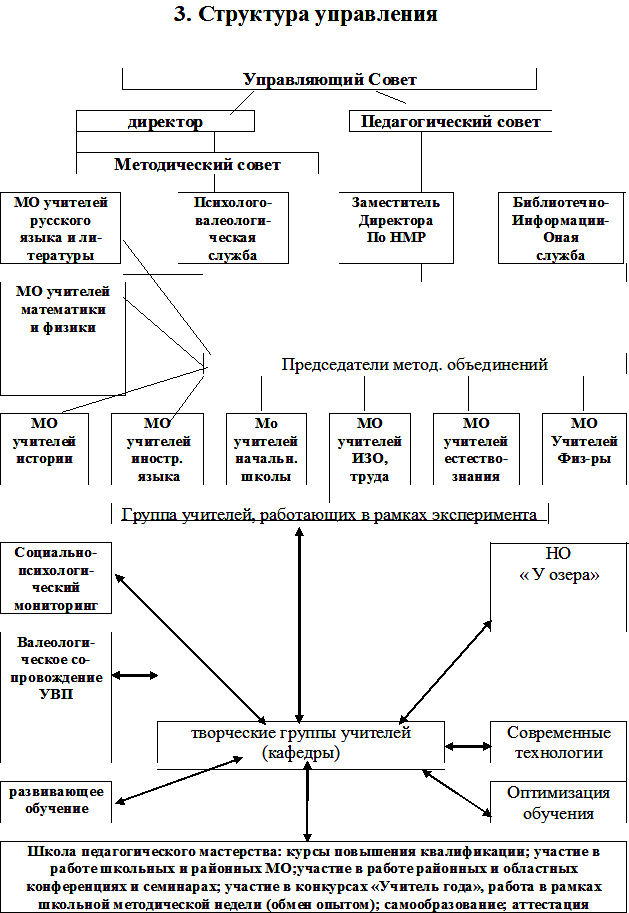 3. Структура управления
Управляющий Совет
директор
Педагогический совет
Методический совет
МО учителей
русского
языка и ли-
тературы
Психолого-
валеологи-
ческая
служба
Заместитель
Директора
По НМР
Библиотечно-
Информаци-
Оная
служба
МО учителей
математики
и физики
Председатели метод. объединений
МО
учителей
истории
МО
учителей
иностр.
языка
Мо
учителей
начальн.
школы
МО
учителей
ИЗО,
труда
МО
учителей
естество-
знания
МО
Учителей
Физ-ры
Группа учителей, работающих в рамках эксперимента
Социально-
психологи-
ческий
мониторинг
НО
« У озера»
Валеологи-
ческое со-
провождение
УВП
творческие группы учителей
(кафедры)
Современные
технологии
развивающее
обучение
Оптимизация
обучения
Школа педагогического мастерства: курсы повышения квалификации; участие в
работе школьных и районных МО;участие в работе районных и областных
конференциях и семинарах; участие в конкурсах «Учитель года», работа в рамках
школьной методической недели (обмен опытом); самообразование; аттестация